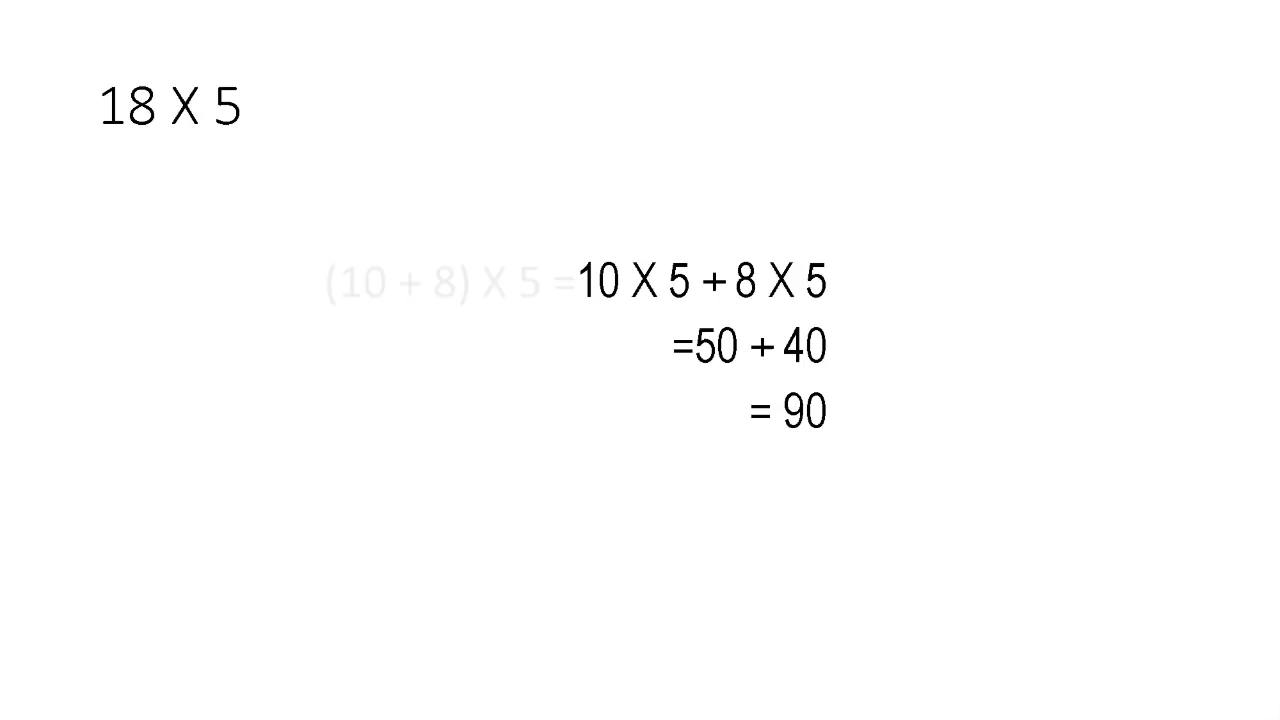 18 X 5
(10 + 8) X 5 =10 X 5 + 8 X 5
=50 + 40
= 90